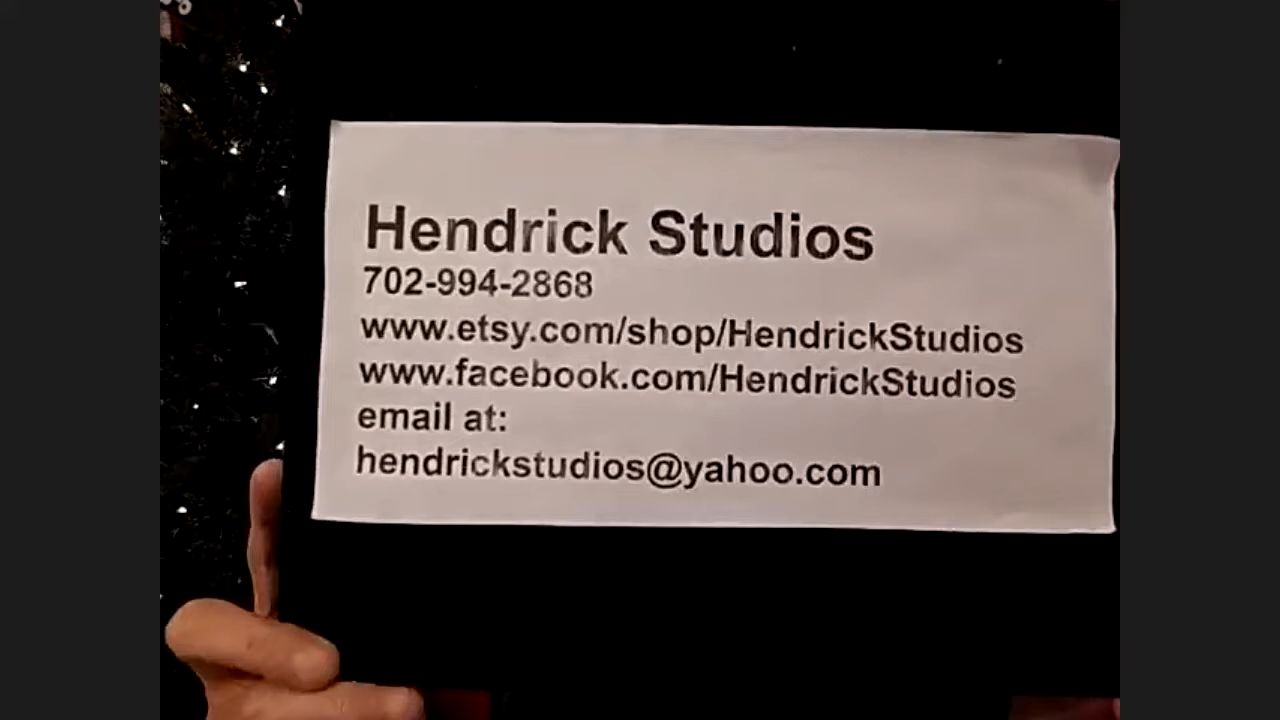 Hendrick Studios
702-994-2868
www.etsy.com/shop/HendrickStudios
www.facebook.com/HendrickStudios
email at:
hendrickstudios@yahoo.com